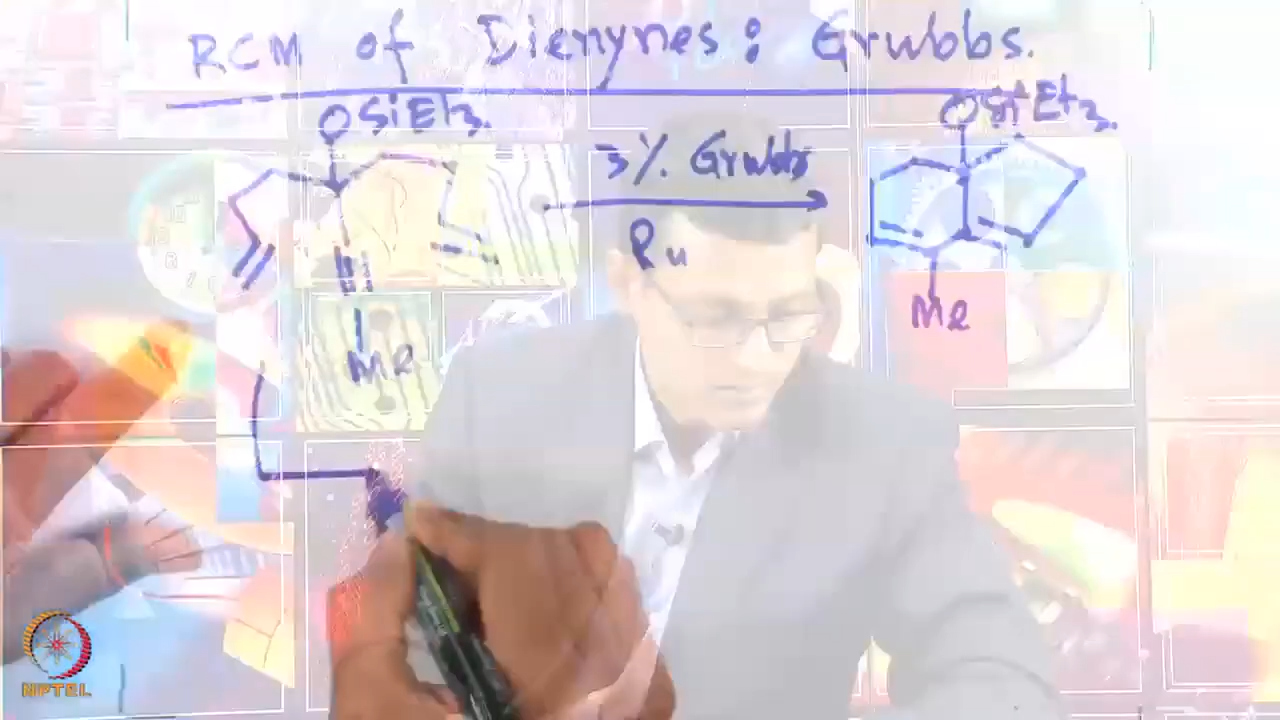 RCM of Dienynes: Grubbs.
OSiEt3.
OSiEt3.
3% Grubbs
Ru
Me
Me
NPTEL